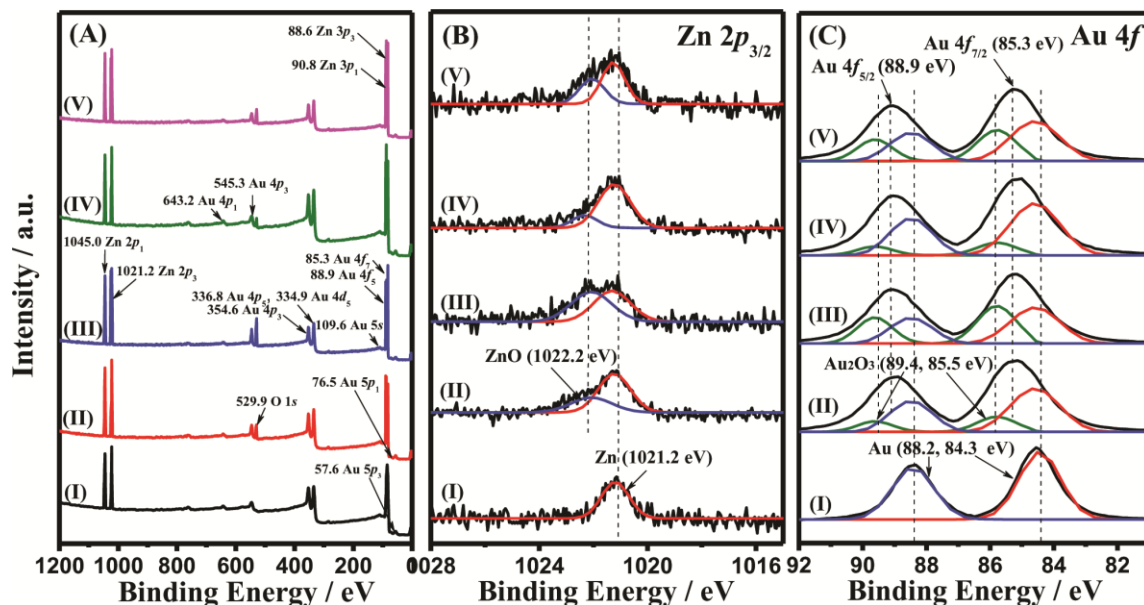 (A)
88.6 Zn 3p3
90.8 Zn 3p1
(V)
545.3 Au 4p3
643.2 Au 4p1
(IV)
1045.0 Zn 2p1
1021.2 Zn 2p3
85.3 Au 4f7
88.9 Au 4f5
336.8 Au 4p5
334.9 Au 4d5
354.6 Au 4p3
109.6 Au 5s
(III)
76.5 Au 5p1
529.9 O 1s
(II)
57.6 Au 5p3
(I)
Intensity / a.u.
1200 1000 800 600 400 200 0
Binding Energy / eV
(B)
Zn 2p3/2
(V)
(IV)
(III)
ZnO (1022.2 eV)
(II)
Zn (1021.2 eV)
(I)
1028 1024 1020 1016
Binding Energy / eV
(C)
Au 4f
Au 4f7/2 (85.3 eV)
Au 4f5/2 (88.9 eV)
(V)
(IV)
(III)
Au2O3 (89.4, 85.5 eV)
(II)
Au (88.2, 84.3 eV)
(I)
92 90 88 86 84 82
Binding Energy / eV